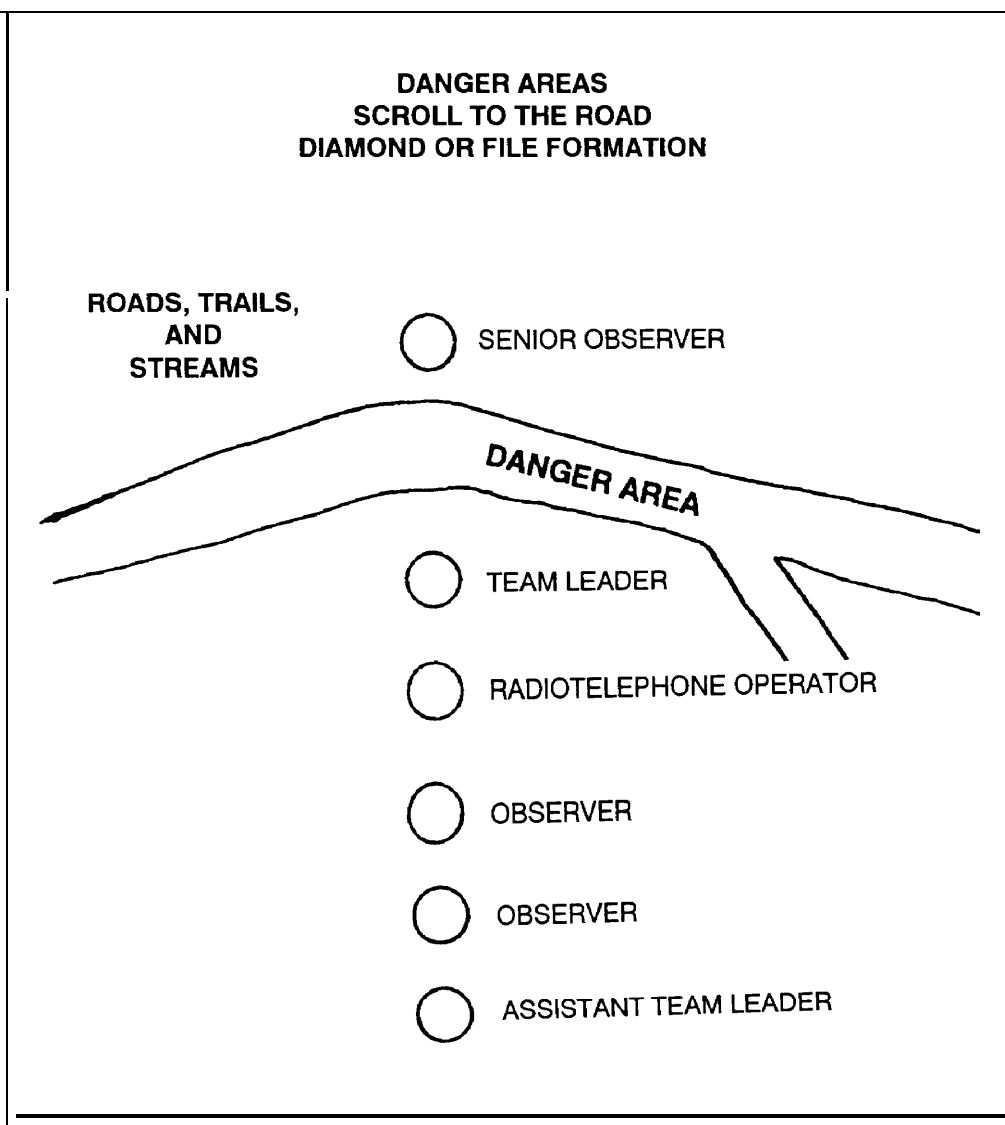 DANGER AREAS
SCROLL TO THE ROAD
DIAMOND OR FILE FORMATION
ROADS, TRAILS,
AND
STREAMS
SENIOR OBSERVER
DANGER AREA
TEAM LEADER
RADIOTELEPHONE OPERATOR
OBSERVER
OBSERVER
ASSISTANT TEAM LEADER